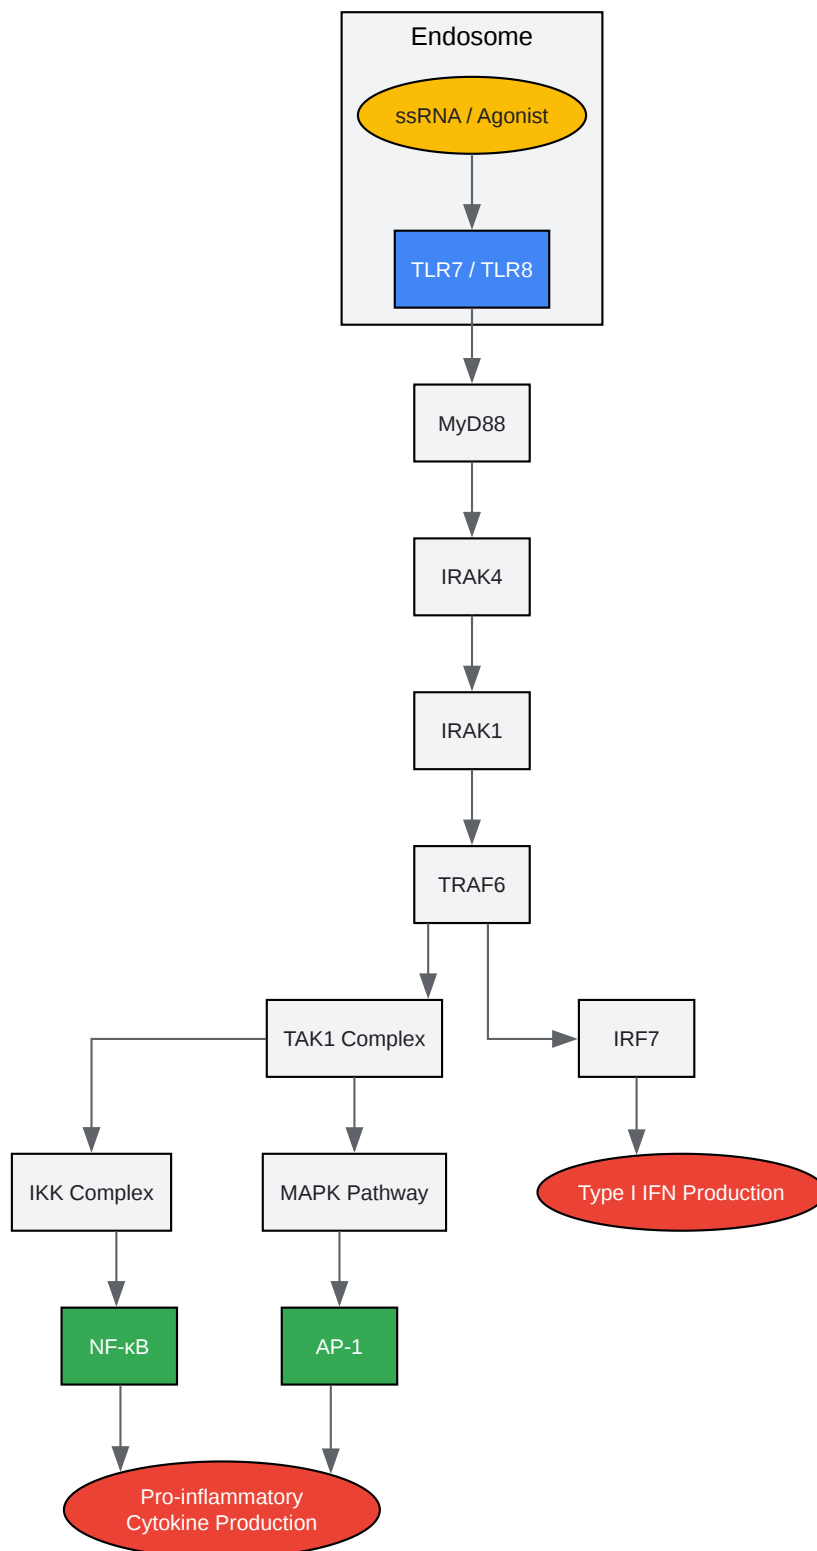 Endosome
ssRNA / Agonist
TLR7 / TLR8
MyD88
IRAK4
IRAK1
TRAF6
TAK1 Complex
IRF7
IKK Complex
MAPK Pathway
Type I IFN Production
NF-κB
AP-1
Pro-inflammatory
Cytokine Production